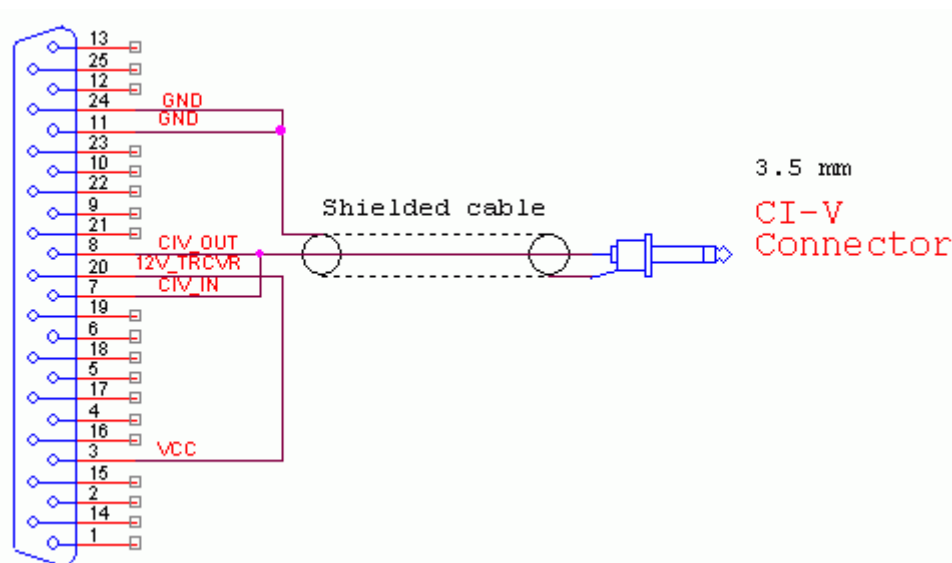 13
25
12
24 GND
11 GND
23
10
22
9
21
8 CIV_OUT
20 12V_TRCVR
7 CIV_IN
19
6
18
5
17
4
16
3 VCC
15
2
14
1
Shielded cable
3.5 mm
CI-V
Connector